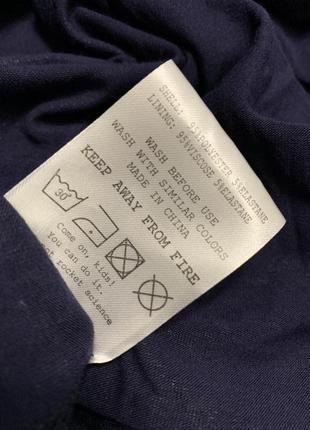 SHELL: 95%POLYESTER 5%ELASTANE
LINING: 95%VISCOSE 5%ELASTANE
WASH BEFORE USE
WASH WITH SIMILAR COLORS
MADE IN CHINA
KEEP AWAY FROM FIRE
30°
Come on, kids!
You can do it.
rocket science